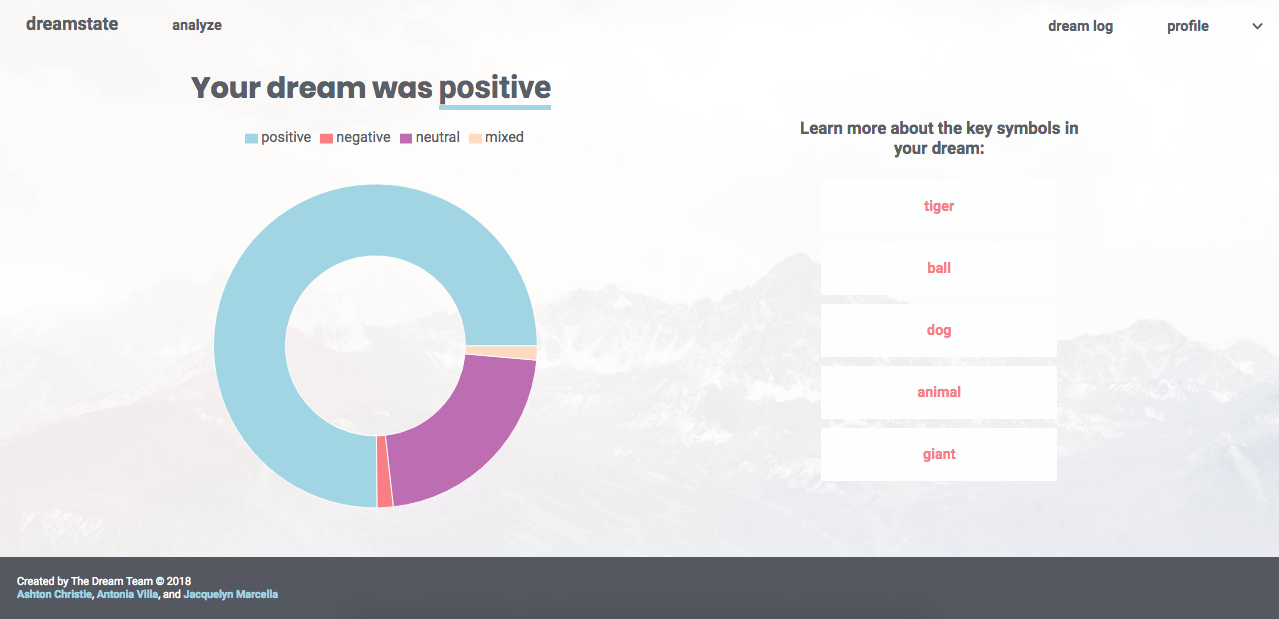 dreamstate analyze dream log profile
Your dream was positive
positive negative neutral mixed
Learn more about the key symbols in
your dream:
tiger
ball
dog
animal
giant
Created by The Dream Team © 2018
Ashton Christie, Antonia Villa, and Jacquelyn Marcella